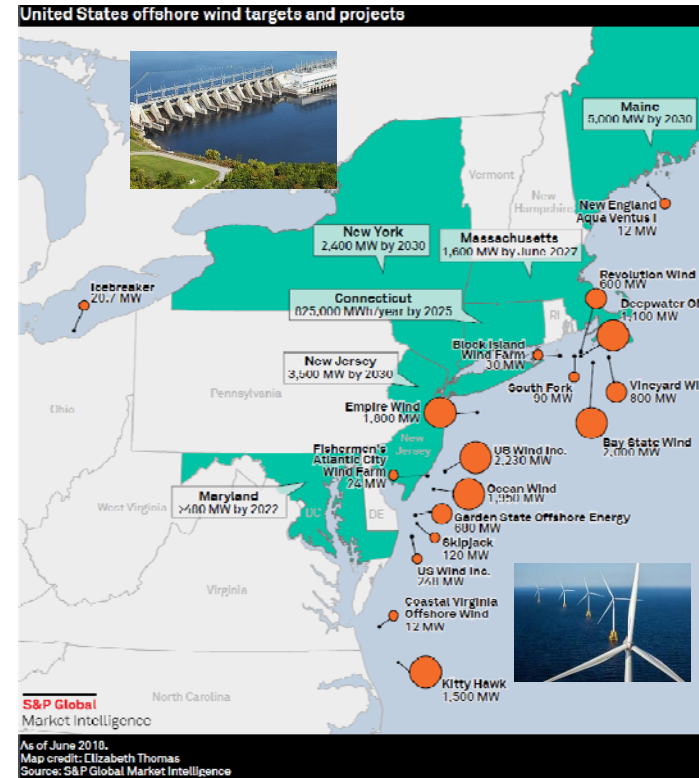 United States offshore wind targets and projects
Maine
5,000 MW by 2030
Vermont
New
Hampshire
New England
Aqua Ventus I
12 MW
New York
2,400 MW by 2030
Massachusetts
1,600 MW by June 2027
Icebreaker
20.7 MW
Revolution Wind
600 MW
Connecticut
825,000 MWh/year by 2025
Deepwater ON
1,100 MW
RI
Block Island
Wind Farm
30 MW
New Jersey
3,500 MW by 2030
South Fork
90 MW
Vineyard Wi
800 MW
Pennsylvania
Ohio
Empire Wind
1,800 MW
Bay State Wind
2,000 MW
New
Jersey
Fishermen's
Atlantic City
Wind Farm
24 MW
US Wind Inc.
2,230 MW
Ocean Wind
1,950 MW
Maryland
>480 MW by 2022
West Virginia
DC
DE
Garden State Offshore Energy
680 MW
Skipjack
120 MW
US Wind Inc.
248 MW
Virginia
Coastal Virginia
Offshore Wind
12 MW
Kitty Hawk
1,500 MW
North Carolina
S&P Global
Market Intelligence
As of June 2018.
Map credit: Elizabeth Thomas
Source: S&P Global Market Intelligence